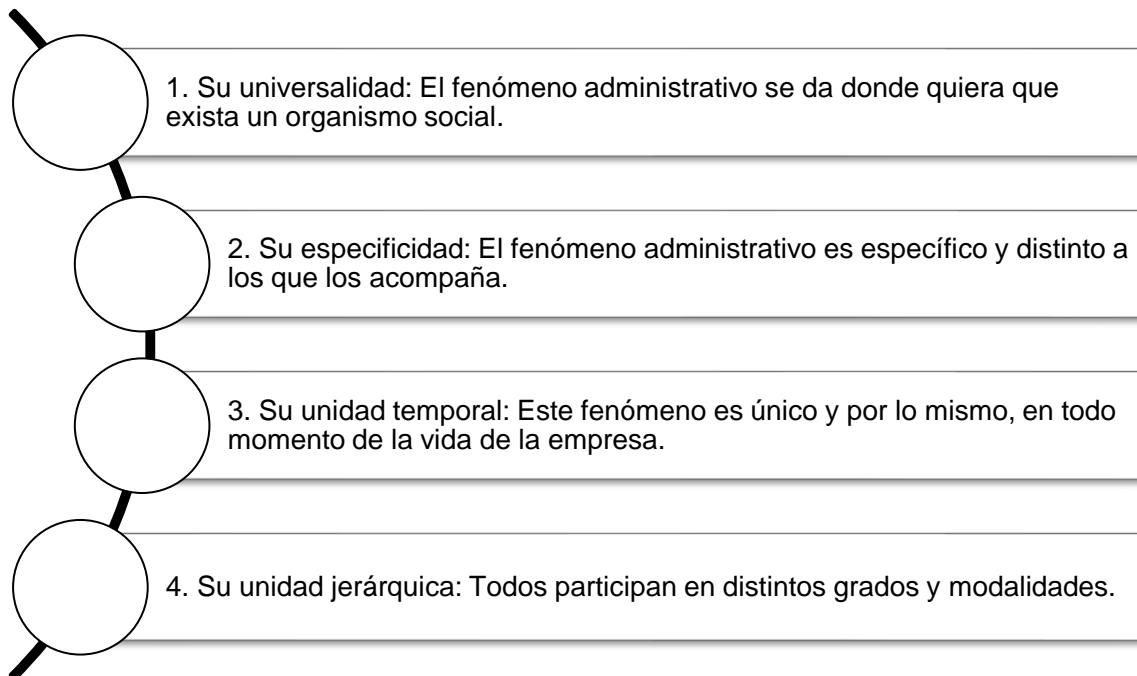 1. Su universalidad: El fenómeno administrativo se da donde quiera que
exista un organismo social.
2. Su especificidad: El fenómeno administrativo es específico y distinto a
los que los acompaña.
3. Su unidad temporal: Este fenómeno es único y por lo mismo, en todo
momento de la vida de la empresa.
4. Su unidad jerárquica: Todos participan en distintos grados y modalidades.